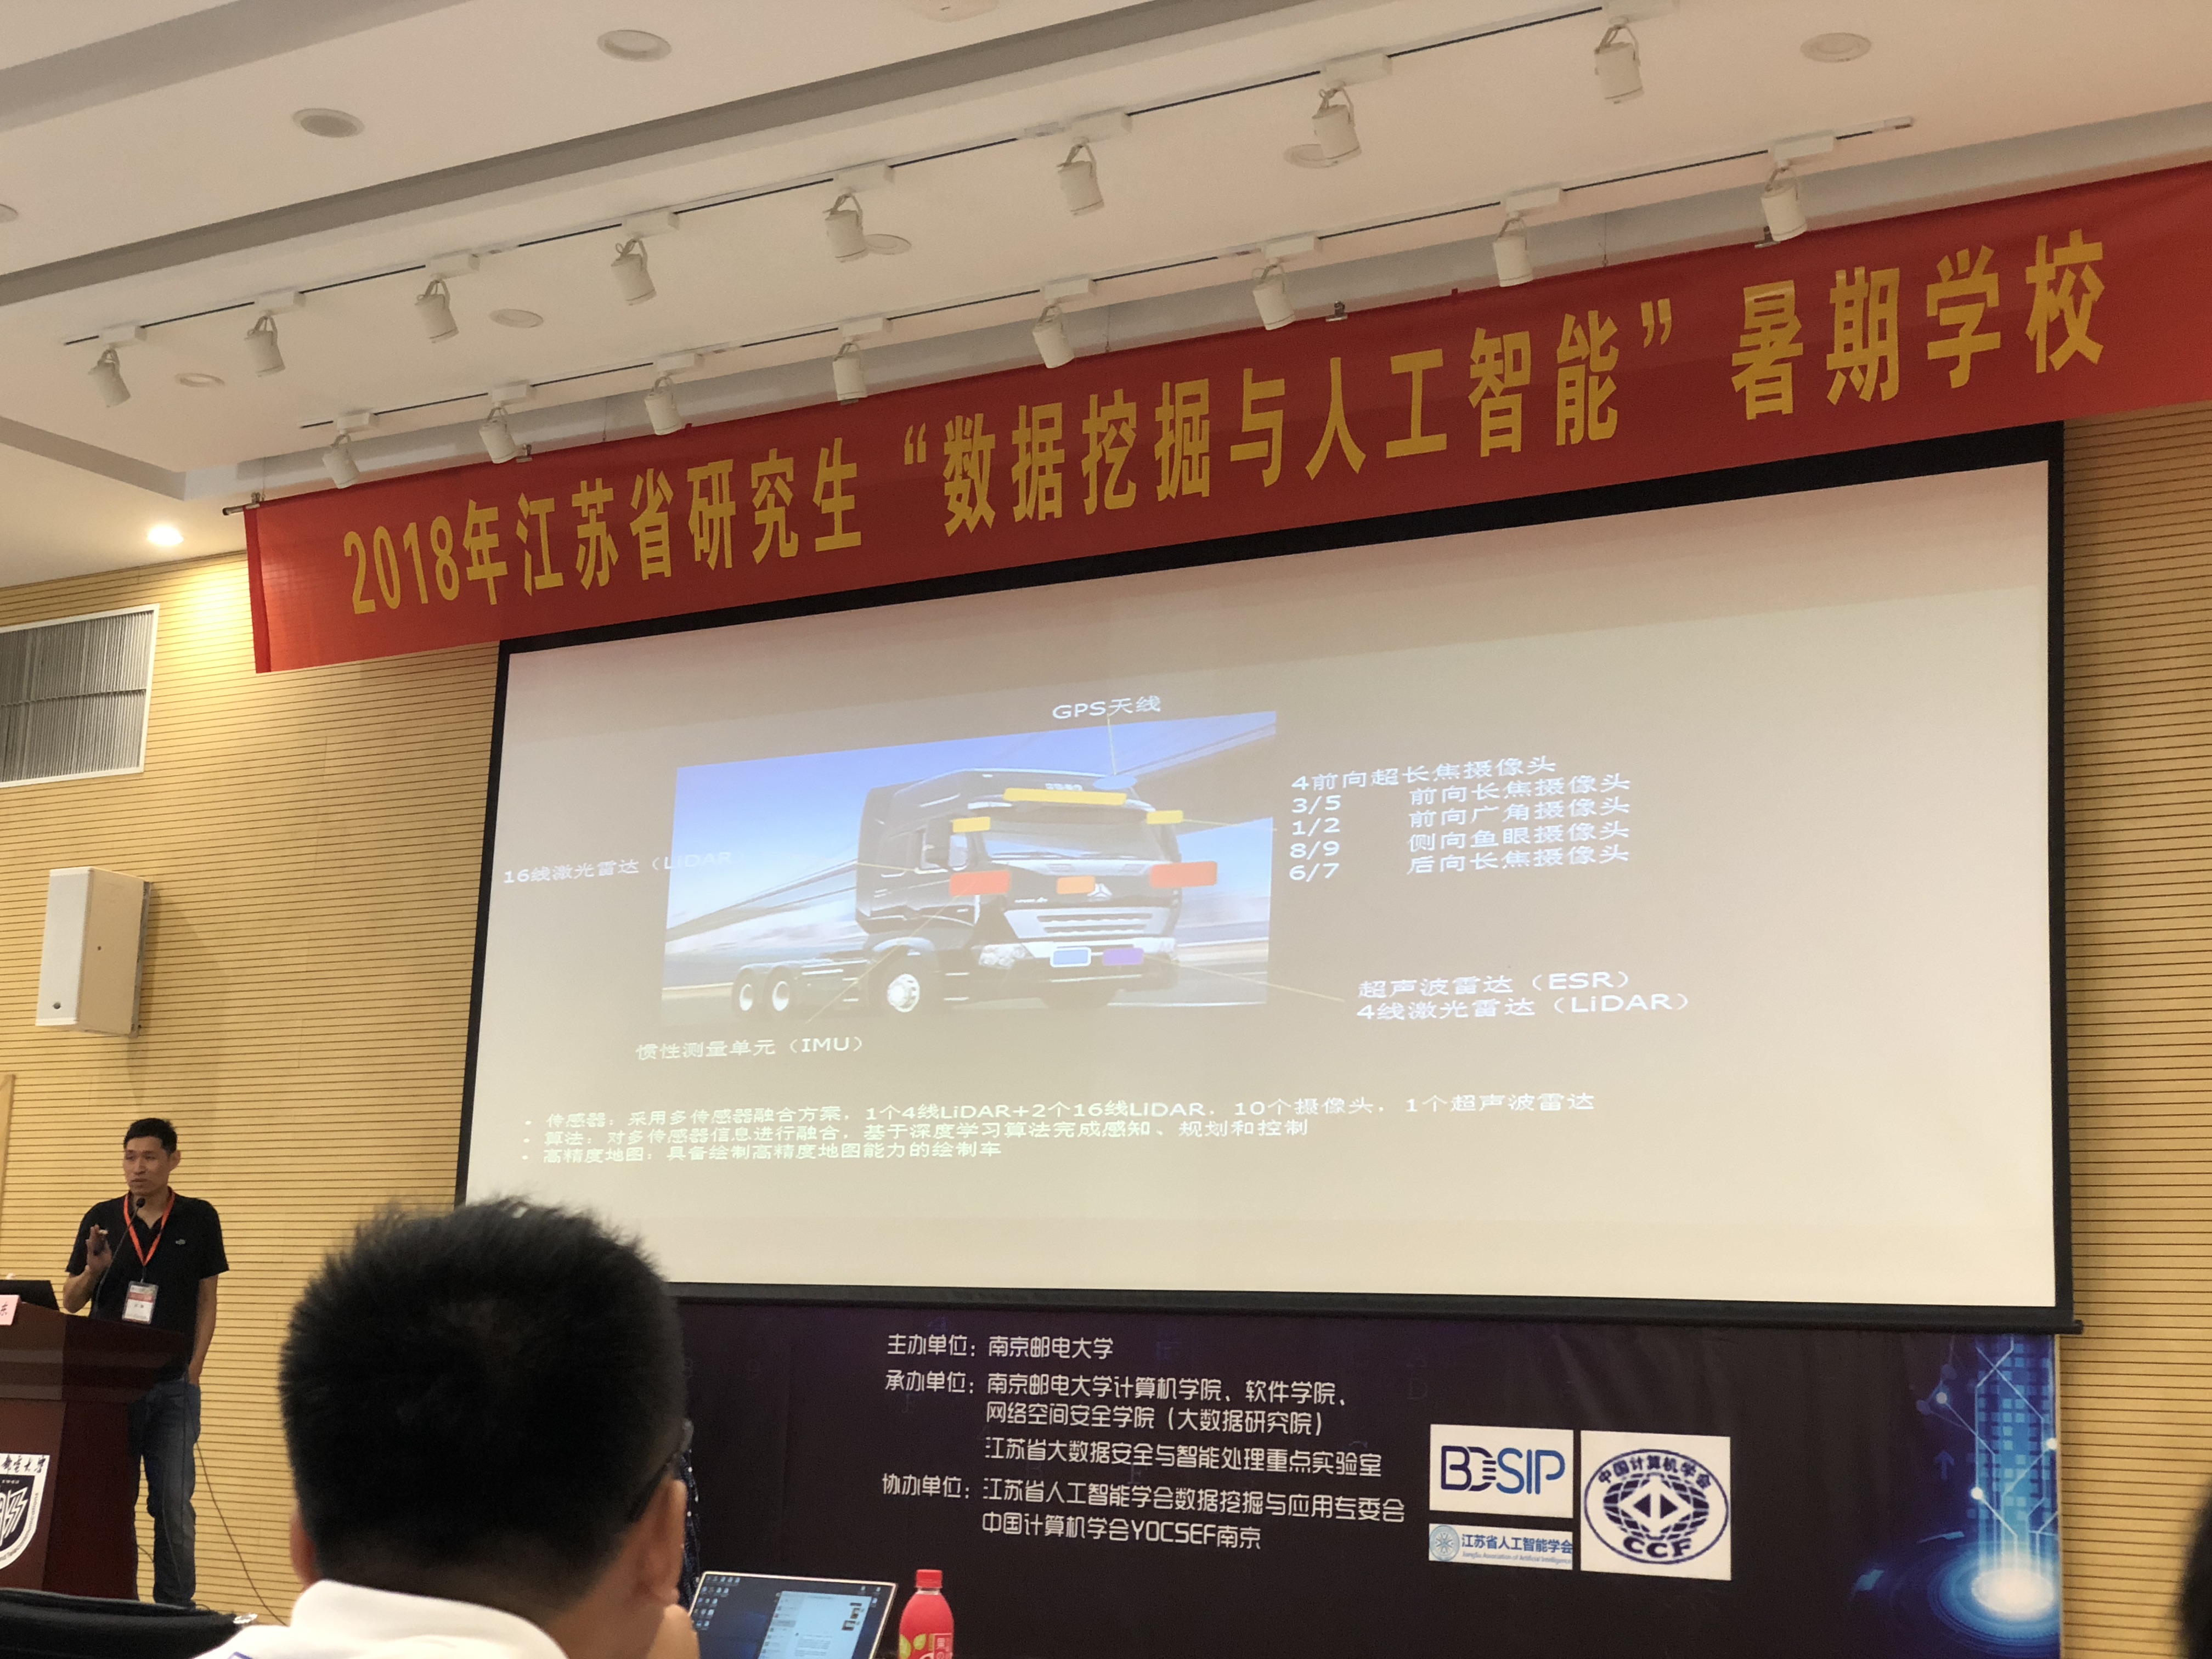 2018年江苏省研究生“数据挖掘与人工智能”暑期学校
GPS天线
4前向超长焦摄像头
3/5 前向长焦摄像头
1/2 前向广角摄像头
8/9 侧向鱼眼摄像头
6/7 后向长焦摄像头
16线激光雷达（LiDAR
超声波雷达（ESR）
4线激光雷达（LiDAR）
惯性测量单元（IMU）
• 传感器：采用多传感器融合方案，1个4线LiDAR+2个16线LiDAR，10个摄像头，1个超声波雷达
• 算法：对多传感器信息进行融合，基于深度学习算法完成感知、规划和控制
• 高精度地图：具备绘制高精度地图能力的绘制车
主办单位：南京邮电大学
承办单位：南京邮电大学计算机学院、软件学院、
网络空间安全学院（大数据研究院）
江苏省大数据安全与智能处理重点实验室
协办单位：江苏省人工智能学会数据挖掘与应用专委会
中国计算机学会YOCSEF南京
BDSIP
江苏省人工智能学会
JiangSu Association of Artificial Intelligence
中国计算机学会
CCF
东